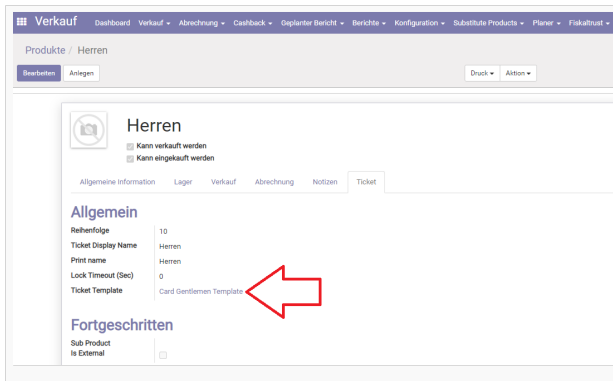 Verkauf Dashboard Verkauf Abrechnung Cashback Geplanter Bericht Berichte Konfiguration Substitute Products Planer Fiskaltrust
Produkte / Herren
Bearbeiten Anlegen Druck Aktion
Herren
Kann verkauft werden
Kann eingekauft werden
Allgemeine Information Lager Verkauf Abrechnung Notizen Ticket
Allgemein
Reihenfolge 10
Ticket Display Name Herren
Print name Herren
Lock Timeout (Sec) 0
Ticket Template Card Gentlemen Template
Fortgeschritten
Sub Product
Is External